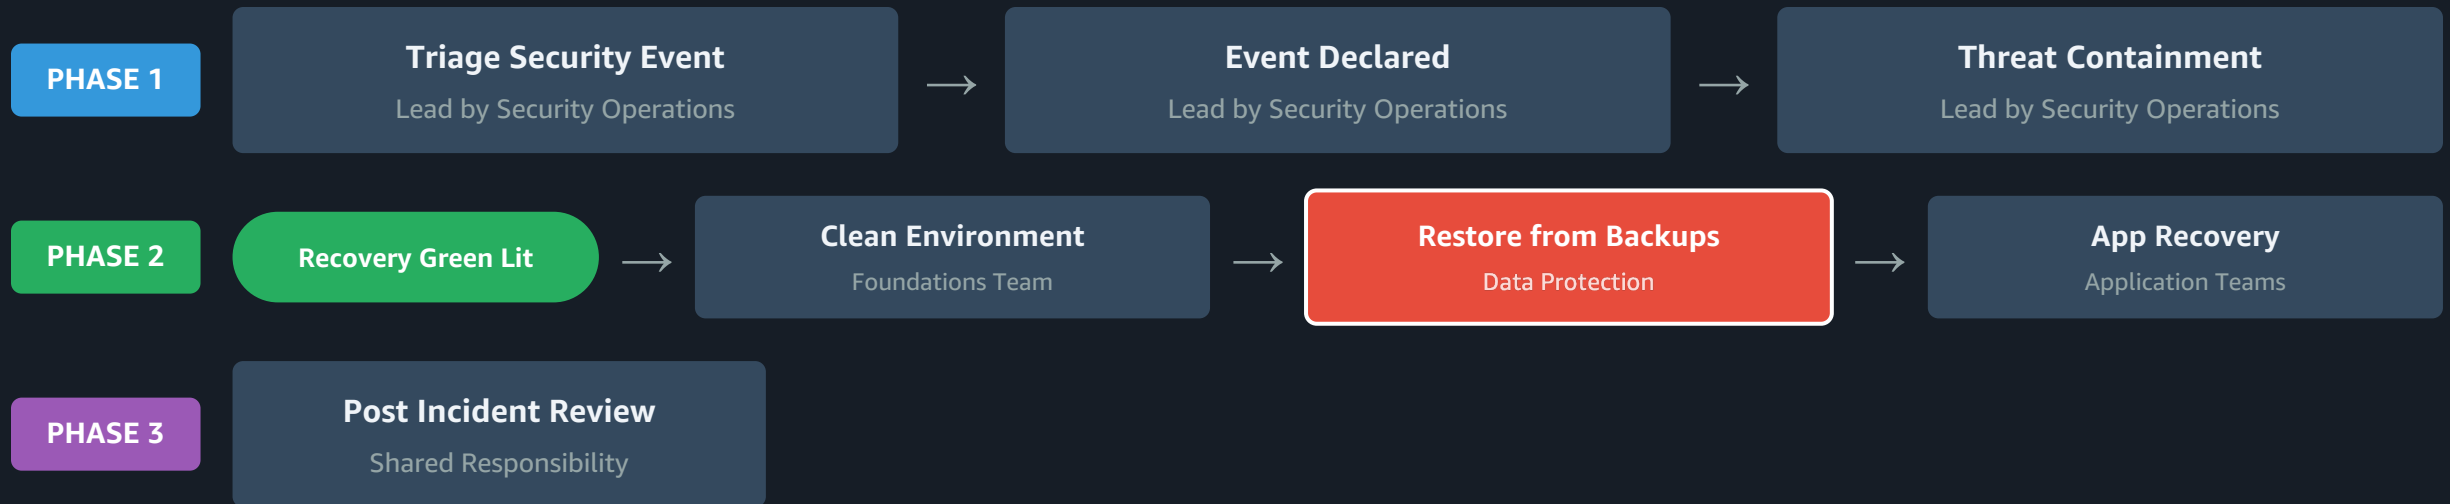 PHASE 1
Triage Security Event
Lead by Security Operations
→
Event Declared
Lead by Security Operations
→
Threat Containment
Lead by Security Operations
PHASE 2
Recovery Green Lit
→
Clean Environment
Foundations Team
→
Restore from Backups
Data Protection
→
App Recovery
Application Teams
PHASE 3
Post Incident Review
Shared Responsibility